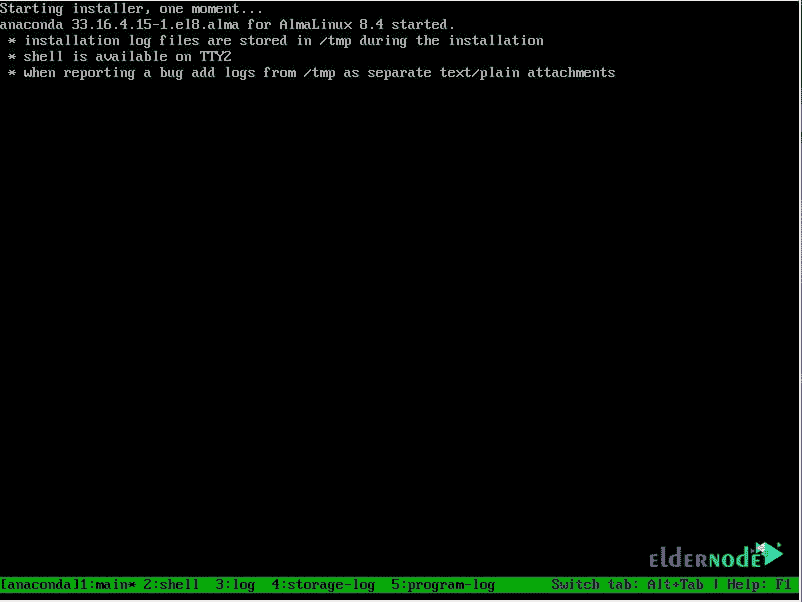 Starting installer, one moment...
anaconda 33.16.4.15-1.el8.alma for AlmaLinux 8.4 started.
* installation log files are stored in /tmp during the installation
* shell is available on TTY2
* when reporting a bug add logs from /tmp as separate text/plain attachments
eldernode
[anaconda]1:main* 2:shell  3:log  4:storage-log  5:program-log      Switch tab: Alt+Tab | Help: F1